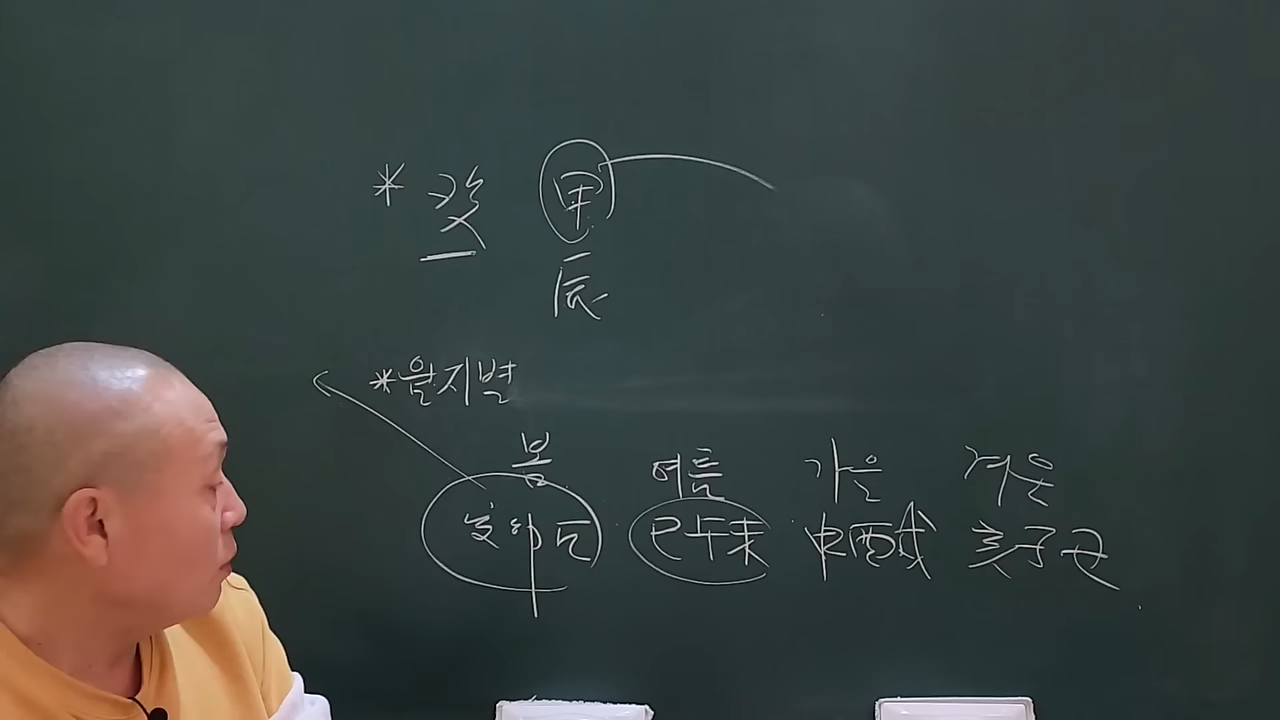 * 癸 甲
辰
*월지별
봄 여름 가을 겨울
寅卯辰 巳午未 申酉戌 亥子丑